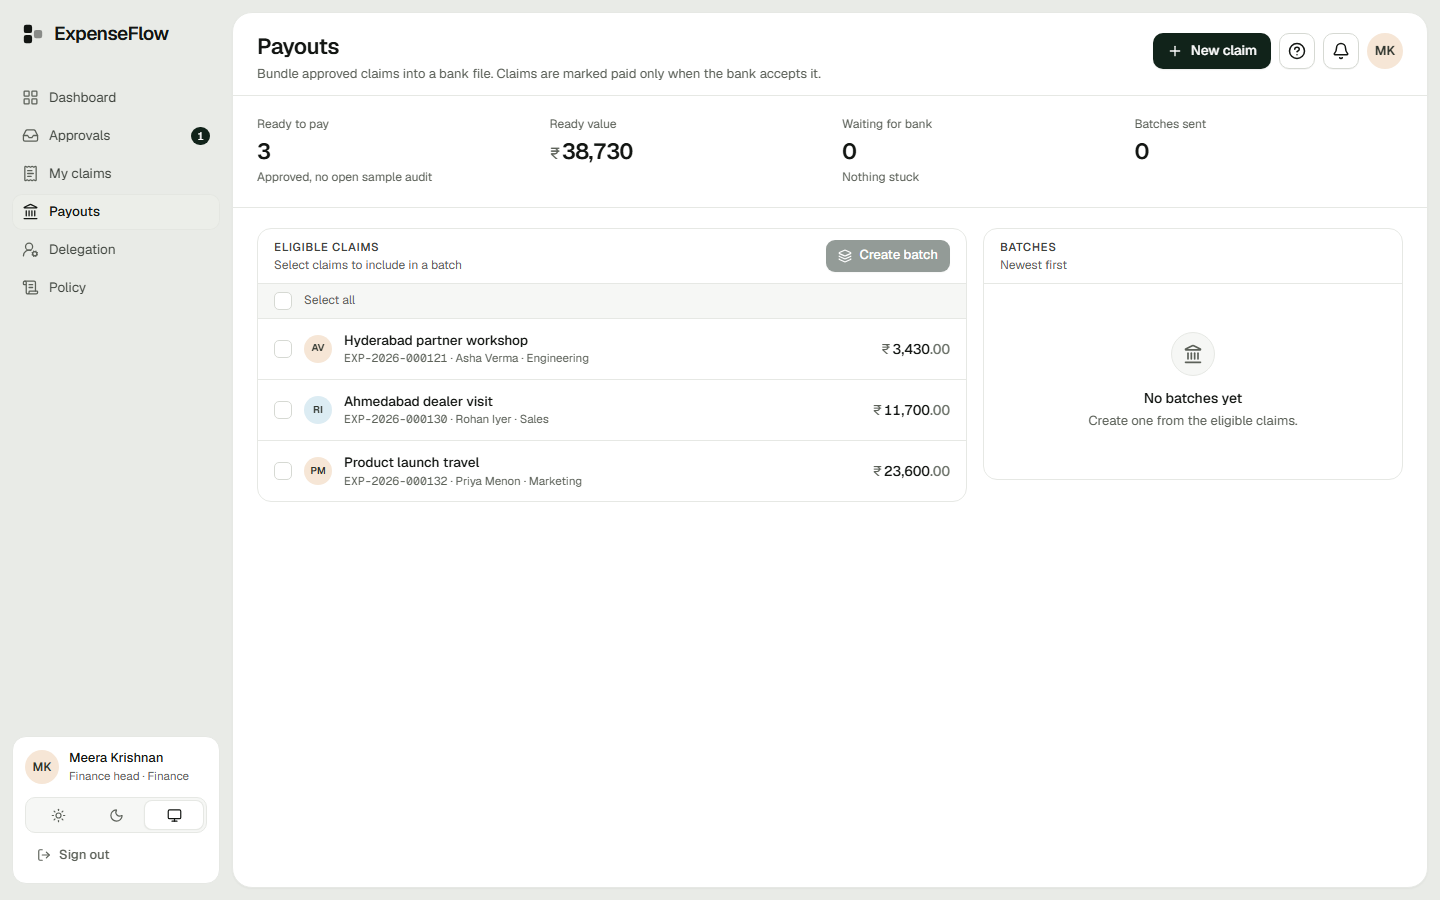 ExpenseFlow
Dashboard
Approvals 1
My claims
Payouts
Delegation
Policy
MK Meera Krishnan
Finance head · Finance
Sign out
Payouts
Bundle approved claims into a bank file. Claims are marked paid only when the bank accepts it.
New claim
MK
Ready to pay
3
Approved, no open sample audit
Ready value
₹38,730
Waiting for bank
0
Nothing stuck
Batches sent
0
ELIGIBLE CLAIMS
Select claims to include in a batch
Create batch
Select all
AV Hyderabad partner workshop ₹3,430.00
EXP-2026-000121 · Asha Verma · Engineering
RI Ahmedabad dealer visit ₹11,700.00
EXP-2026-000130 · Rohan Iyer · Sales
PM Product launch travel ₹23,600.00
EXP-2026-000132 · Priya Menon · Marketing
BATCHES
Newest first
No batches yet
Create one from the eligible claims.